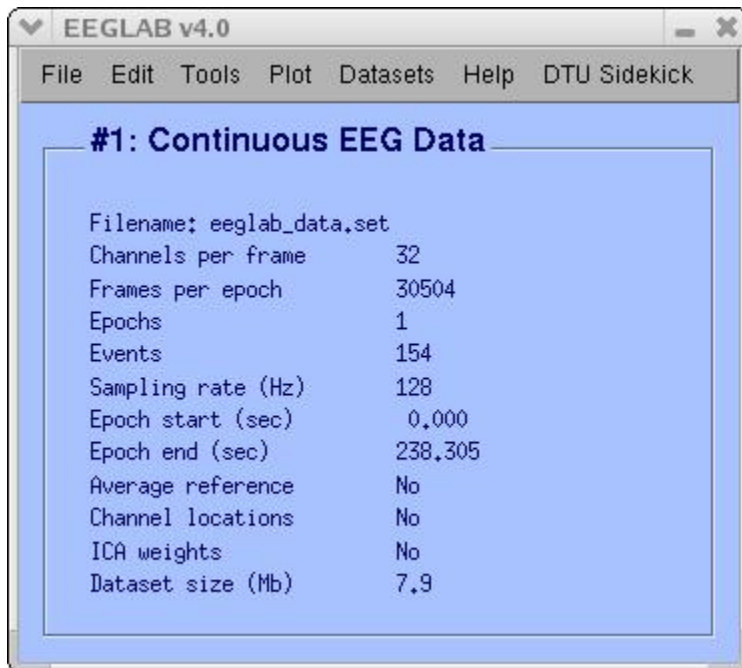 EEGLAB v4.0
File Edit Tools Plot Datasets Help DTU Sidekick
#1: Continuous EEG Data
Filename: eeglab_data.set
Channels per frame 32
Frames per epoch 30504
Epochs 1
Events 154
Sampling rate (Hz) 128
Epoch start (sec) 0.000
Epoch end (sec) 238.305
Average reference No
Channel locations No
ICA weights No
Dataset size (Mb) 7.9